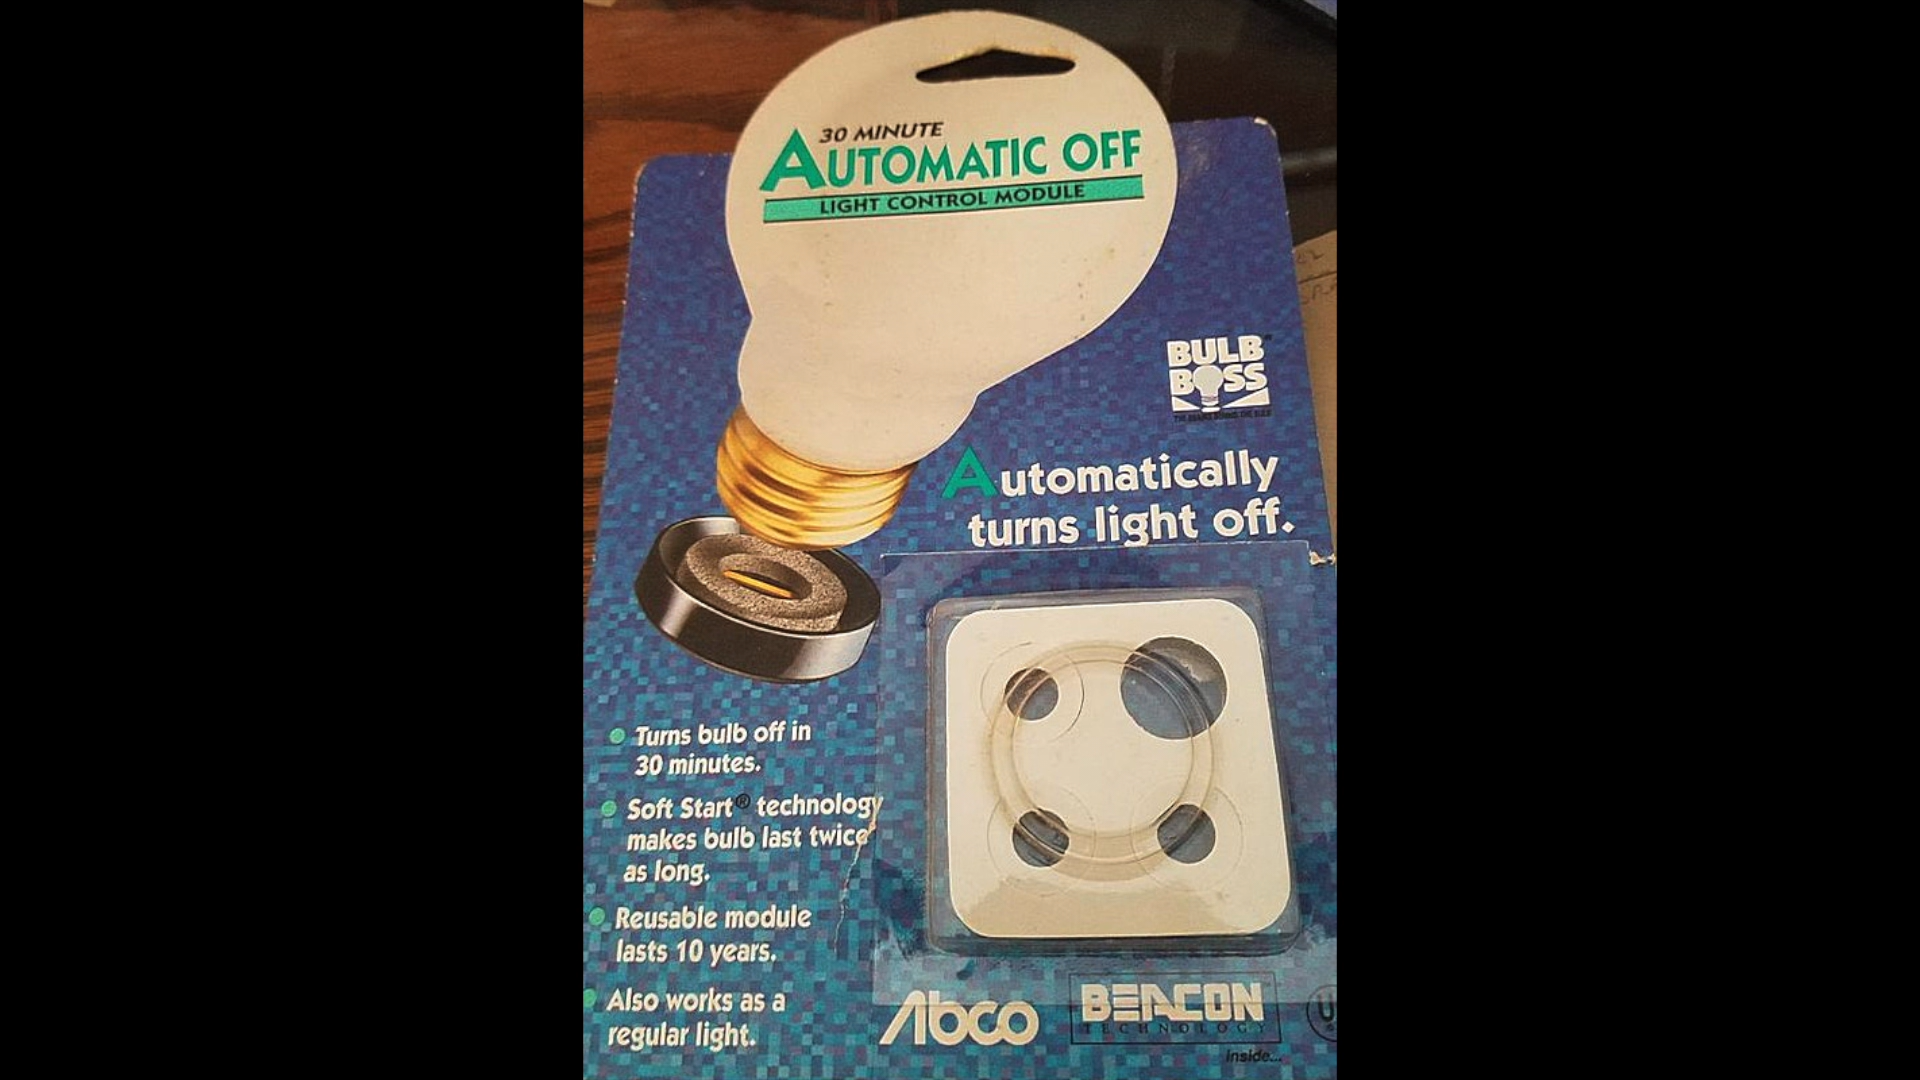 30 MINUTE
AUTOMATIC OFF
LIGHT CONTROL MODULE
BULB
BOSS
Automatically
turns light off.
Turns bulb off in
30 minutes.
Soft Start® technology
makes bulb last twice
as long.
Reusable module
lasts 10 years.
Also works as a
regular light.
Abco
BEACON
TECHNOLOGY
inside...